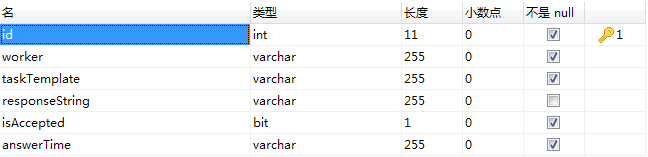 名 类型 长度 小数点 不是 null
id int 11 0 1
worker varchar 255 0
taskTemplate varchar 255 0
responseString varchar 255 0
isAccepted bit 1 0
answerTime varchar 255 0